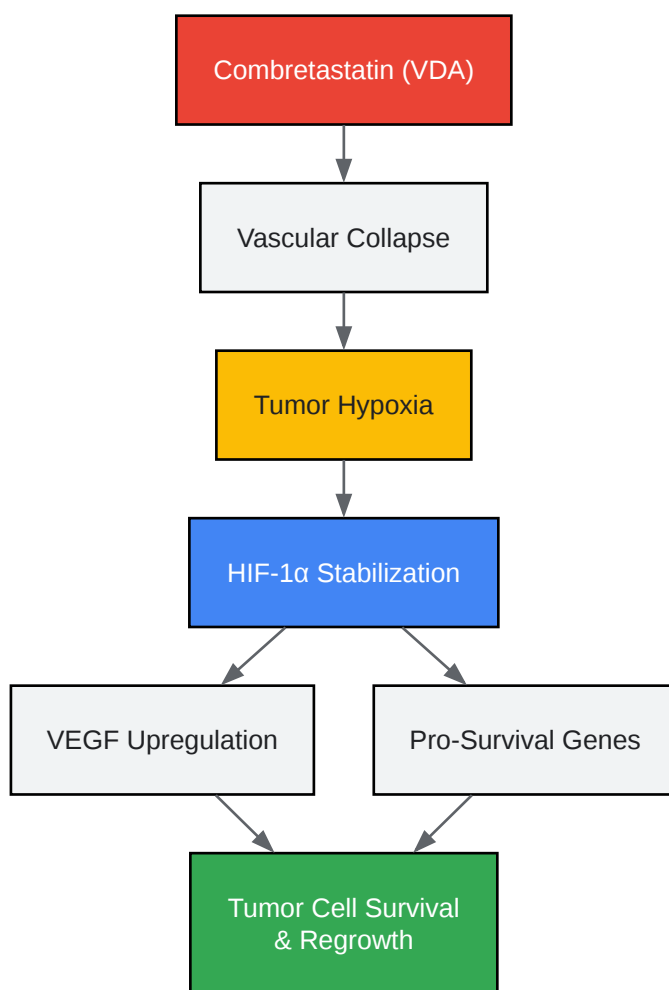 Combretastatin (VDA)
Vascular Collapse
Tumor Hypoxia
HIF-1α Stabilization
VEGF Upregulation
Pro-Survival Genes
Tumor Cell Survival
& Regrowth